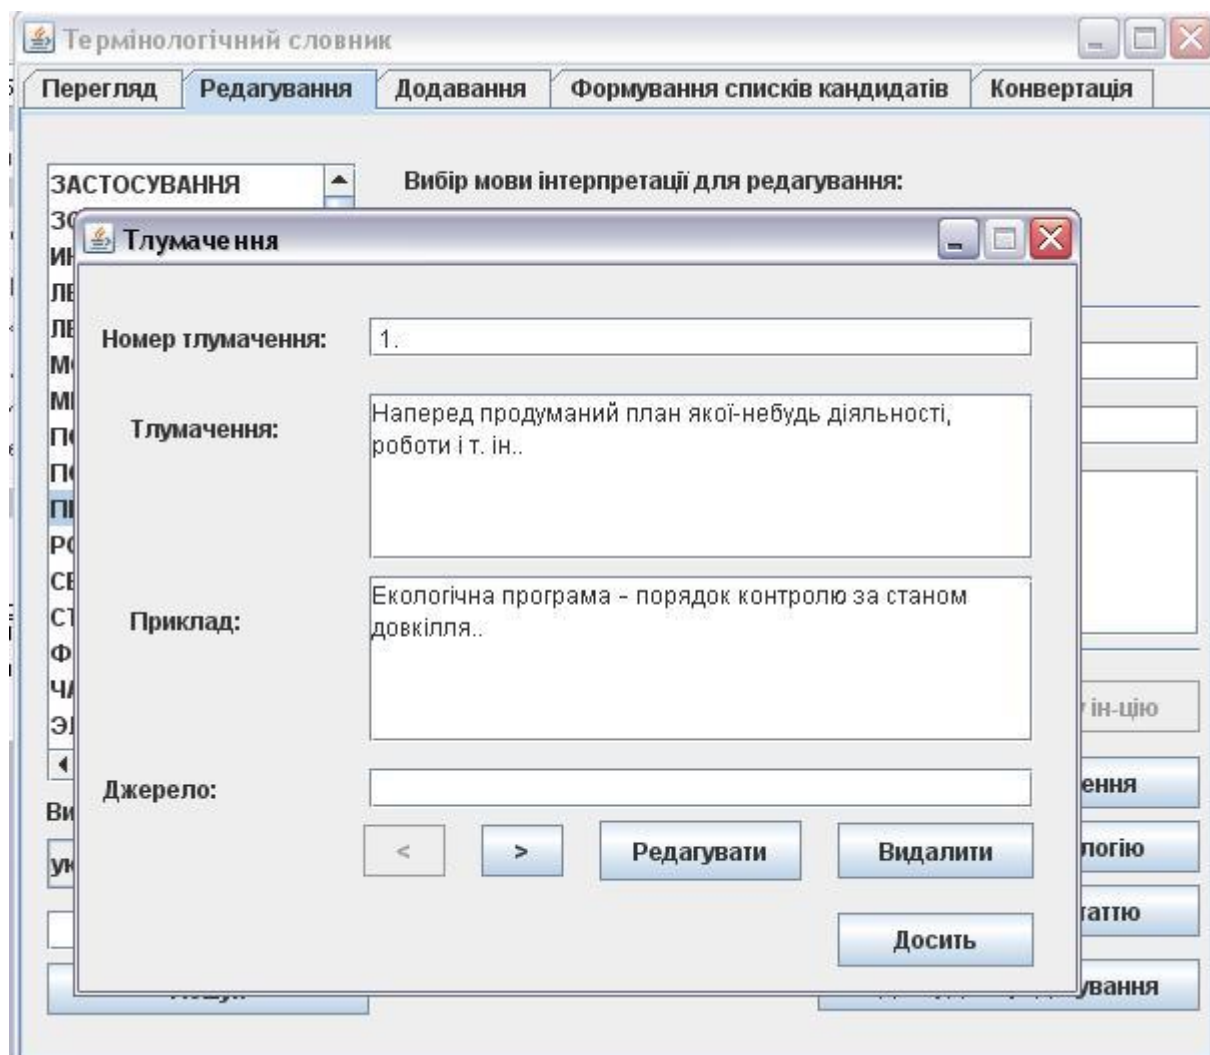 Термінологічний словник
Перегляд Редагування Додавання Формування списків кандидатів Конвертація
ЗАСТОСУВАННЯ
Вибір мови інтерпретації для редагування:
Тлумачення
Номер тлумачення: 1.
Тлумачення: Наперед продуманий план якої-небудь діяльності,
роботи і т. ін..
Приклад: Екологічна програма – порядок контролю за станом
довкілля..
Джерело:
< > Редагувати Видалити
Досить
ін-цію